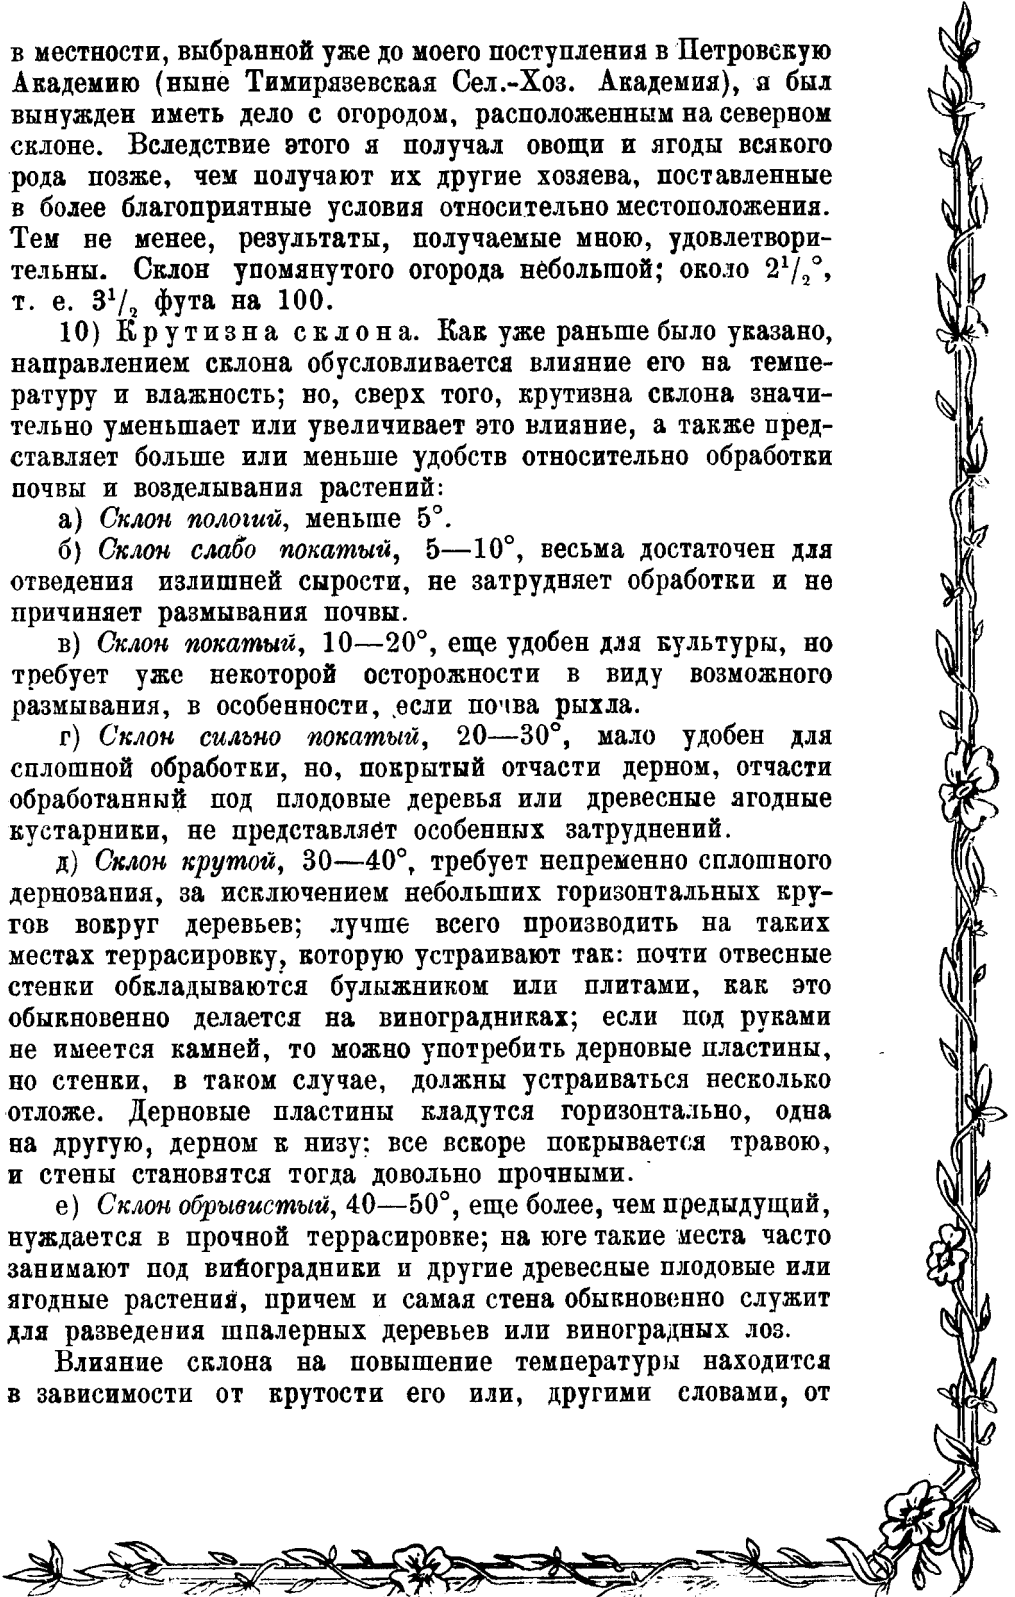 в местности, выбранной уже до моего поступления в Петровскую
Академию (ныне Тимирязевская Сел.-Хоз. Академия), я был
вынужден иметь дело с огородом, расположенным на северном
склоне. Вследствие этого я получал овощи и ягоды всякого
рода позже, чем получают их другие хозяева, поставленные
в более благоприятные условия относительно местоположения.
Тем не менее, результаты, получаемые мною, удовлетвори-
тельны. Склон упомянутого огорода небольшой; около 2¹/₂°,
т. е. 3¹/₂ фута на 100.
10) Крутизна склона. Как уже раньше было указано,
направлением склона обусловливается влияние его на темпе-
ратуру и влажность; но, сверх того, крутизна склона значи-
тельно уменьшает или увеличивает это влияние, а также пред-
ставляет больше или меньше удобств относительно обработки
почвы и возделывания растений:
а) Склон пологий, меньше 5°.
б) Склон слабо покатый, 5—10°, весьма достаточен для
отведения излишней сырости, не затрудняет обработки и не
причиняет размывания почвы.
в) Склон покатый, 10—20°, еще удобен для культуры, но
требует уже некоторой осторожности в виду возможного
размывания, в особенности, если почва рыхла.
г) Склон сильно покатый, 20—30°, мало удобен для
сплошной обработки, но, покрытый отчасти дерном, отчасти
обработанный под плодовые деревья или древесные ягодные
кустарники, не представляет особенных затруднений.
д) Склон крутой, 30—40°, требует непременно сплошного
дернования, за исключением небольших горизонтальных кру-
гов вокруг деревьев; лучше всего производить на таких
местах террасировку, которую устраивают так: почти отвесные
стенки обкладываются булыжником или плитами, как это
обыкновенно делается на виноградниках; если под руками
не имеется камней, то можно употребить дерновые пластины,
но стенки, в таком случае, должны устраиваться несколько
отложе. Дерновые пластины кладутся горизонтально, одна
на другую, дерном к низу; все вскоре покрывается травою,
и стены становятся тогда довольно прочными.
е) Склон обрывистый, 40—50°, еще более, чем предыдущий,
нуждается в прочной террасировке; на юге такие места часто
занимают под виноградники и другие древесные плодовые или
ягодные растения, причем и самая стена обыкновенно служит
для разведения шпалерных деревьев или виноградных лоз.
Влияние склона на повышение температуры находится
в зависимости от крутости его или, другими словами, от